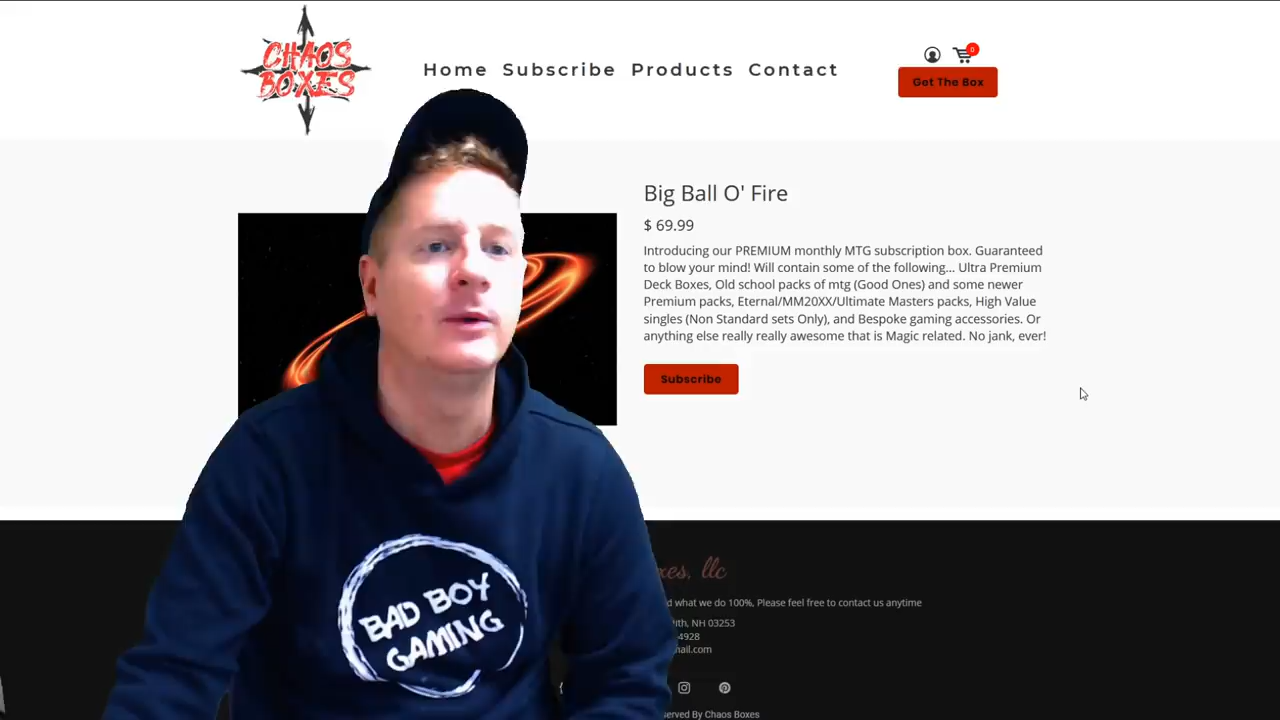 CHAOS
BOXES
Home Subscribe Products Contact
0
Get The Box
Big Ball O' Fire
$ 69.99
Introducing our PREMIUM monthly MTG subscription box. Guaranteed
to blow your mind! Will contain some of the following... Ultra Premium
Deck Boxes, Old school packs of mtg (Good Ones) and some newer
Premium packs, Eternal/MM20XX/Ultimate Masters packs, High Value
singles (Non Standard sets Only), and Bespoke gaming accessories. Or
anything else really really awesome that is Magic related. No jank, ever!
Subscribe
BAD BOY
GAMING
llc
what we do 100%, Please feel free to contact us anytime
NH 03253
4928
By Chaos Boxes